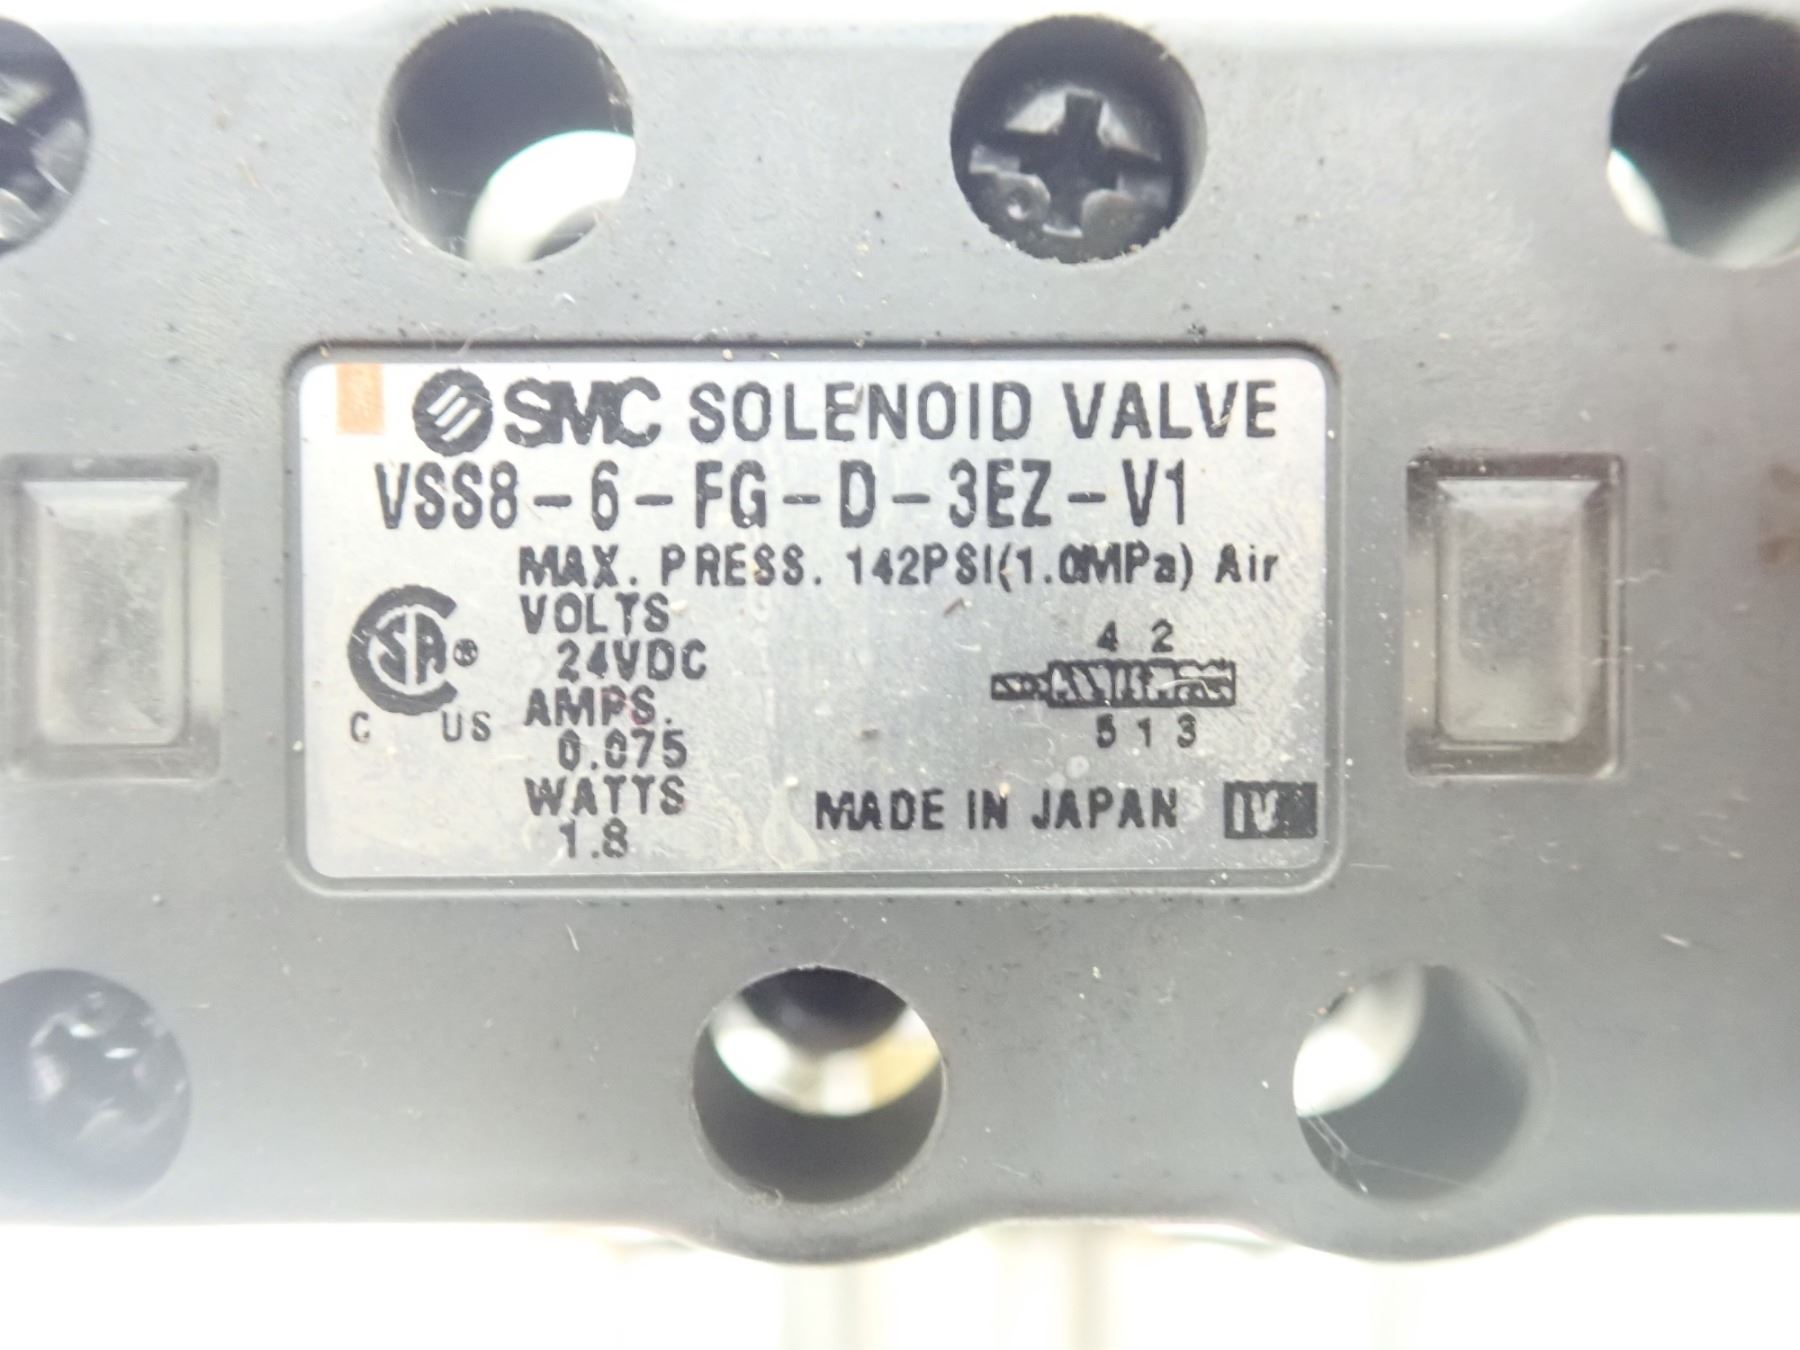 SMC SOLENOID VALVE
VSS8-6-FG-D-3EZ-V1
MAX. PRESS. 142PSI(1.0MPa) Air
VOLTS
24VDC
AMPS.
0.075
WATTS
1.8
CSA®
C US
4 2
5 1 3
MADE IN JAPAN